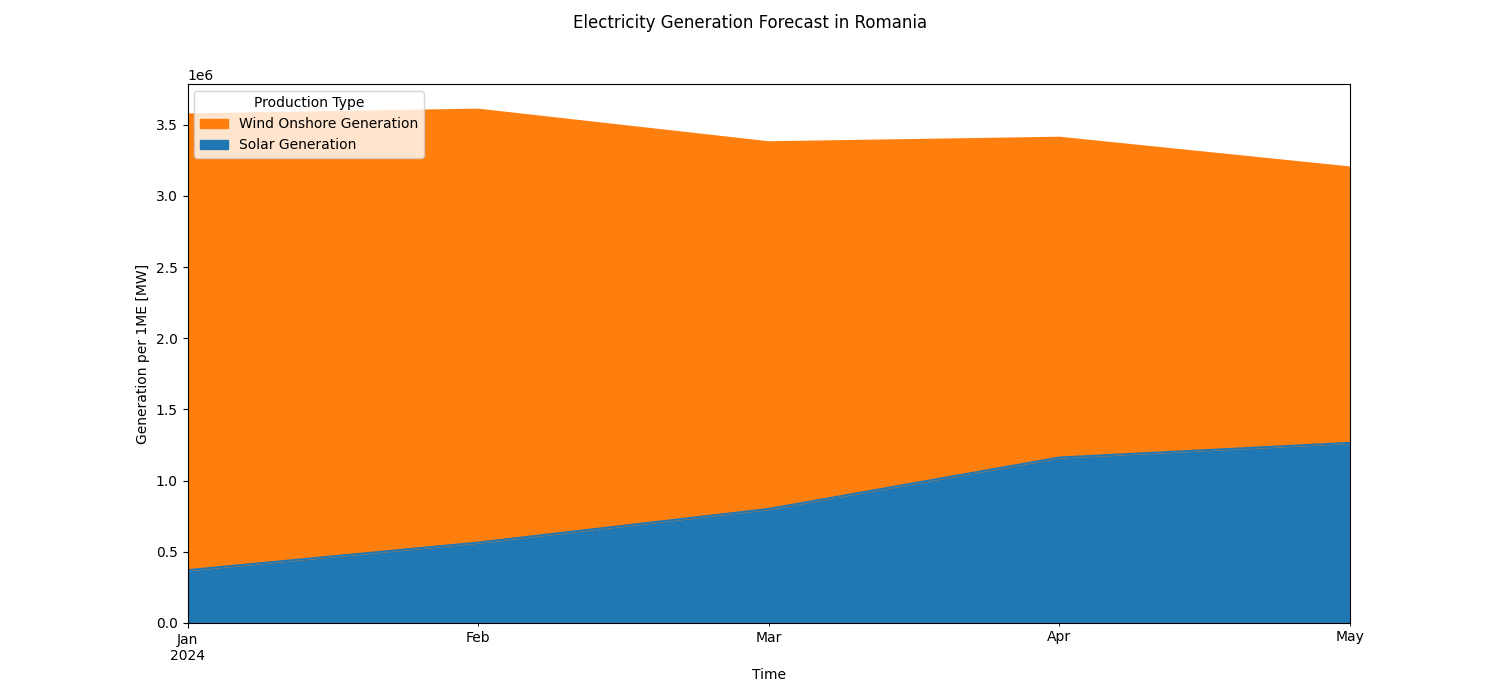 Electricity Generation Forecast in Romania
1e6
Production Type
Wind Onshore Generation
Solar Generation
3.5
3.0
2.5
2.0
1.5
1.0
0.5
0.0
Generation per 1ME [MW]
Jan
2024
Feb
Mar
Apr
May
Time